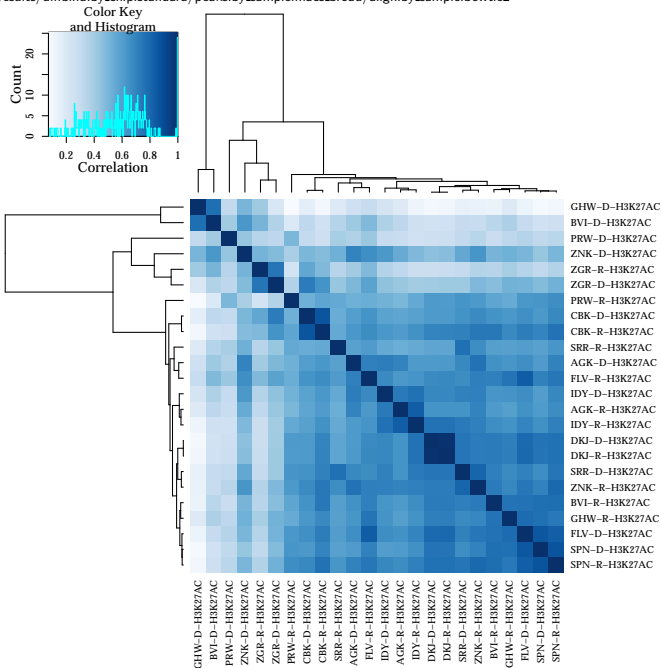 Color Key
and Histogram
Count
0 5 10 20
0.2 0.4 0.6 0.8 1
Correlation
GHW-D-H3K27AC
BVI-D-H3K27AC
PRW-D-H3K27AC
ZNK-D-H3K27AC
ZGR-R-H3K27AC
ZGR-D-H3K27AC
PRW-R-H3K27AC
CBK-D-H3K27AC
CBK-R-H3K27AC
SRR-R-H3K27AC
AGK-D-H3K27AC
FLV-R-H3K27AC
IDY-D-H3K27AC
AGK-R-H3K27AC
IDY-R-H3K27AC
DKJ-D-H3K27AC
DKJ-R-H3K27AC
SRR-D-H3K27AC
ZNK-R-H3K27AC
BVI-R-H3K27AC
GHW-R-H3K27AC
FLV-D-H3K27AC
SPN-D-H3K27AC
SPN-R-H3K27AC
GHW-D-H3K27AC
BVI-D-H3K27AC
PRW-D-H3K27AC
ZNK-D-H3K27AC
ZGR-R-H3K27AC
ZGR-D-H3K27AC
PRW-R-H3K27AC
CBK-D-H3K27AC
CBK-R-H3K27AC
SRR-R-H3K27AC
AGK-D-H3K27AC
FLV-R-H3K27AC
IDY-D-H3K27AC
AGK-R-H3K27AC
IDY-R-H3K27AC
DKJ-D-H3K27AC
DKJ-R-H3K27AC
SRR-D-H3K27AC
ZNK-R-H3K27AC
BVI-R-H3K27AC
GHW-R-H3K27AC
FLV-D-H3K27AC
SPN-D-H3K27AC
SPN-R-H3K27AC